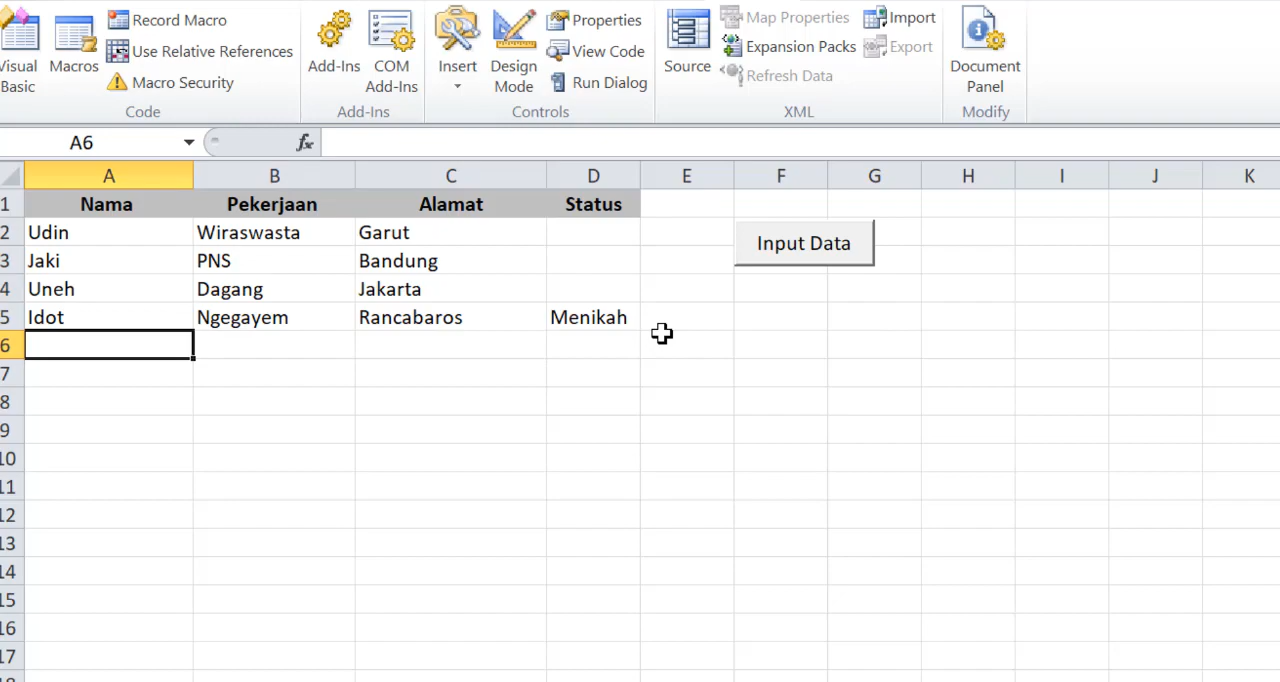 Visual Basic
Macros
Record Macro
Use Relative References
Macro Security
Code
Add-Ins
COM Add-Ins
Add-Ins
Insert
Design Mode
Properties
View Code
Run Dialog
Controls
Source
Map Properties
Expansion Packs
Refresh Data
Import
Export
XML
Document Panel
Modify
A6 fx
A B C D E F G H I J K
1 Nama Pekerjaan Alamat Status
2 Udin Wiraswasta Garut
Input Data
3 Jaki PNS Bandung
4 Uneh Dagang Jakarta
5 Idot Ngegayem Rancabaros Menikah
6
7
8
9
10
11
12
13
14
15
16
17